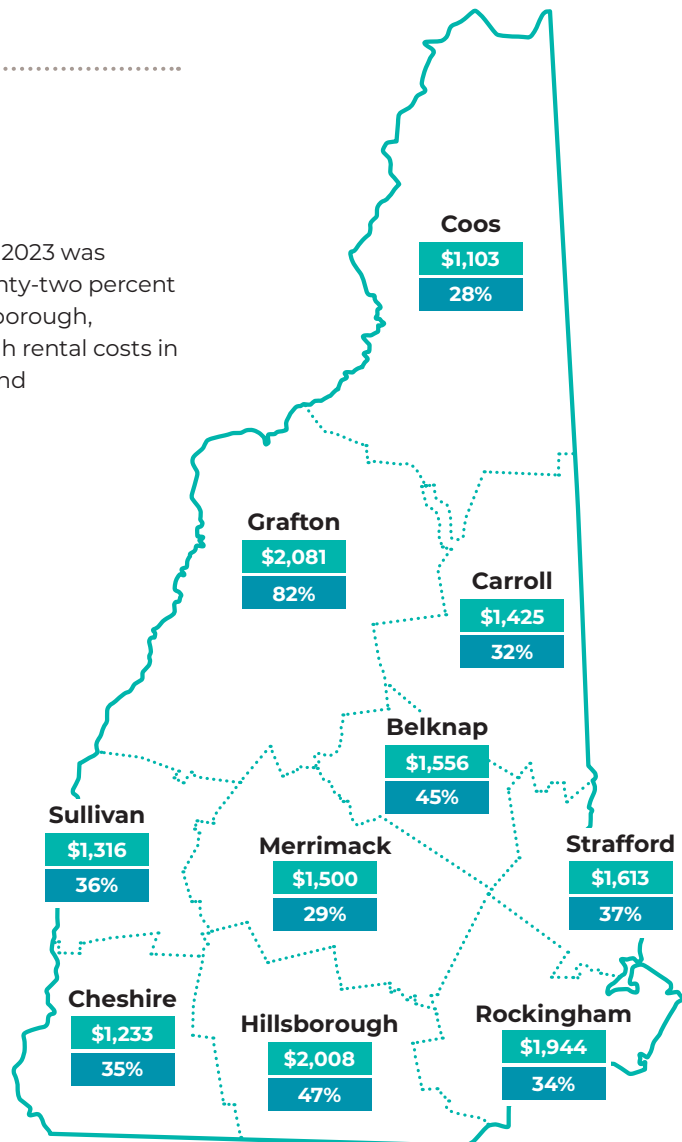 2023 was
nty-two percent
borough,
h rental costs in
nd
Coos
$1,103
28%
Grafton
$2,081
82%
Carroll
$1,425
32%
Belknap
$1,556
45%
Sullivan
$1,316
36%
Merrimack
$1,500
29%
Strafford
$1,613
37%
Cheshire
$1,233
35%
Hillsborough
$2,008
47%
Rockingham
$1,944
34%